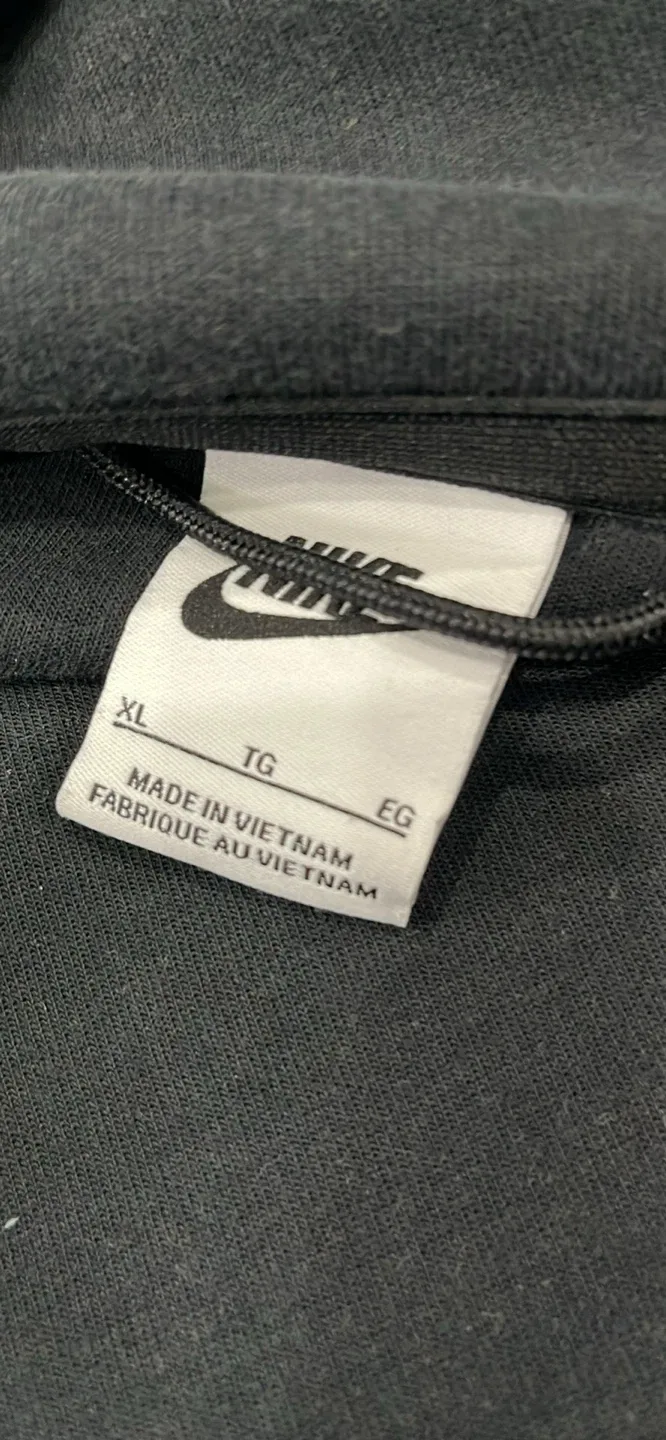 NIKE
XL TG EG
MADE IN VIETNAM
FABRIQUE AU VIETNAM